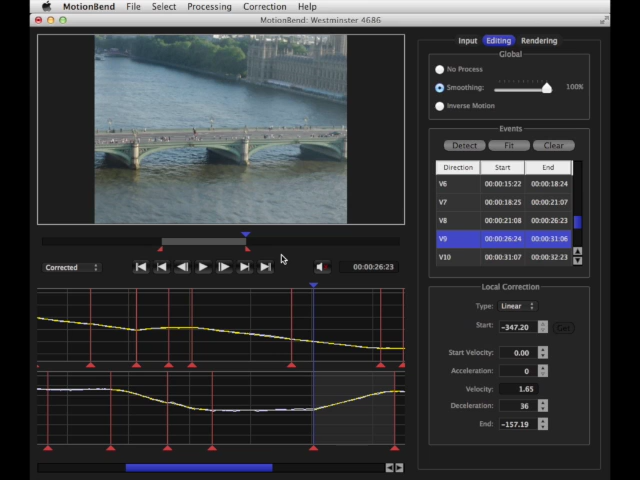 MotionBend File Select Processing Correction Help
MotionBend: Westminster 4686
Input Editing Rendering
Global
No Process
Smoothing: 100%
Inverse Motion
Events
Detect Fit Clear
Direction Start End
V6 00:00:15:22 00:00:18:24
V7 00:00:18:25 00:00:21:07
V8 00:00:21:08 00:00:26:23
V9 00:00:26:24 00:00:31:06
V10 00:00:31:07 00:00:32:23
Corrected 00:00:26:23
Local Correction
Type: Linear
Start: -347.20 Get
Start Velocity: 0.00
Acceleration: 0
Velocity: 1.65
Deceleration: 36
End: -157.19